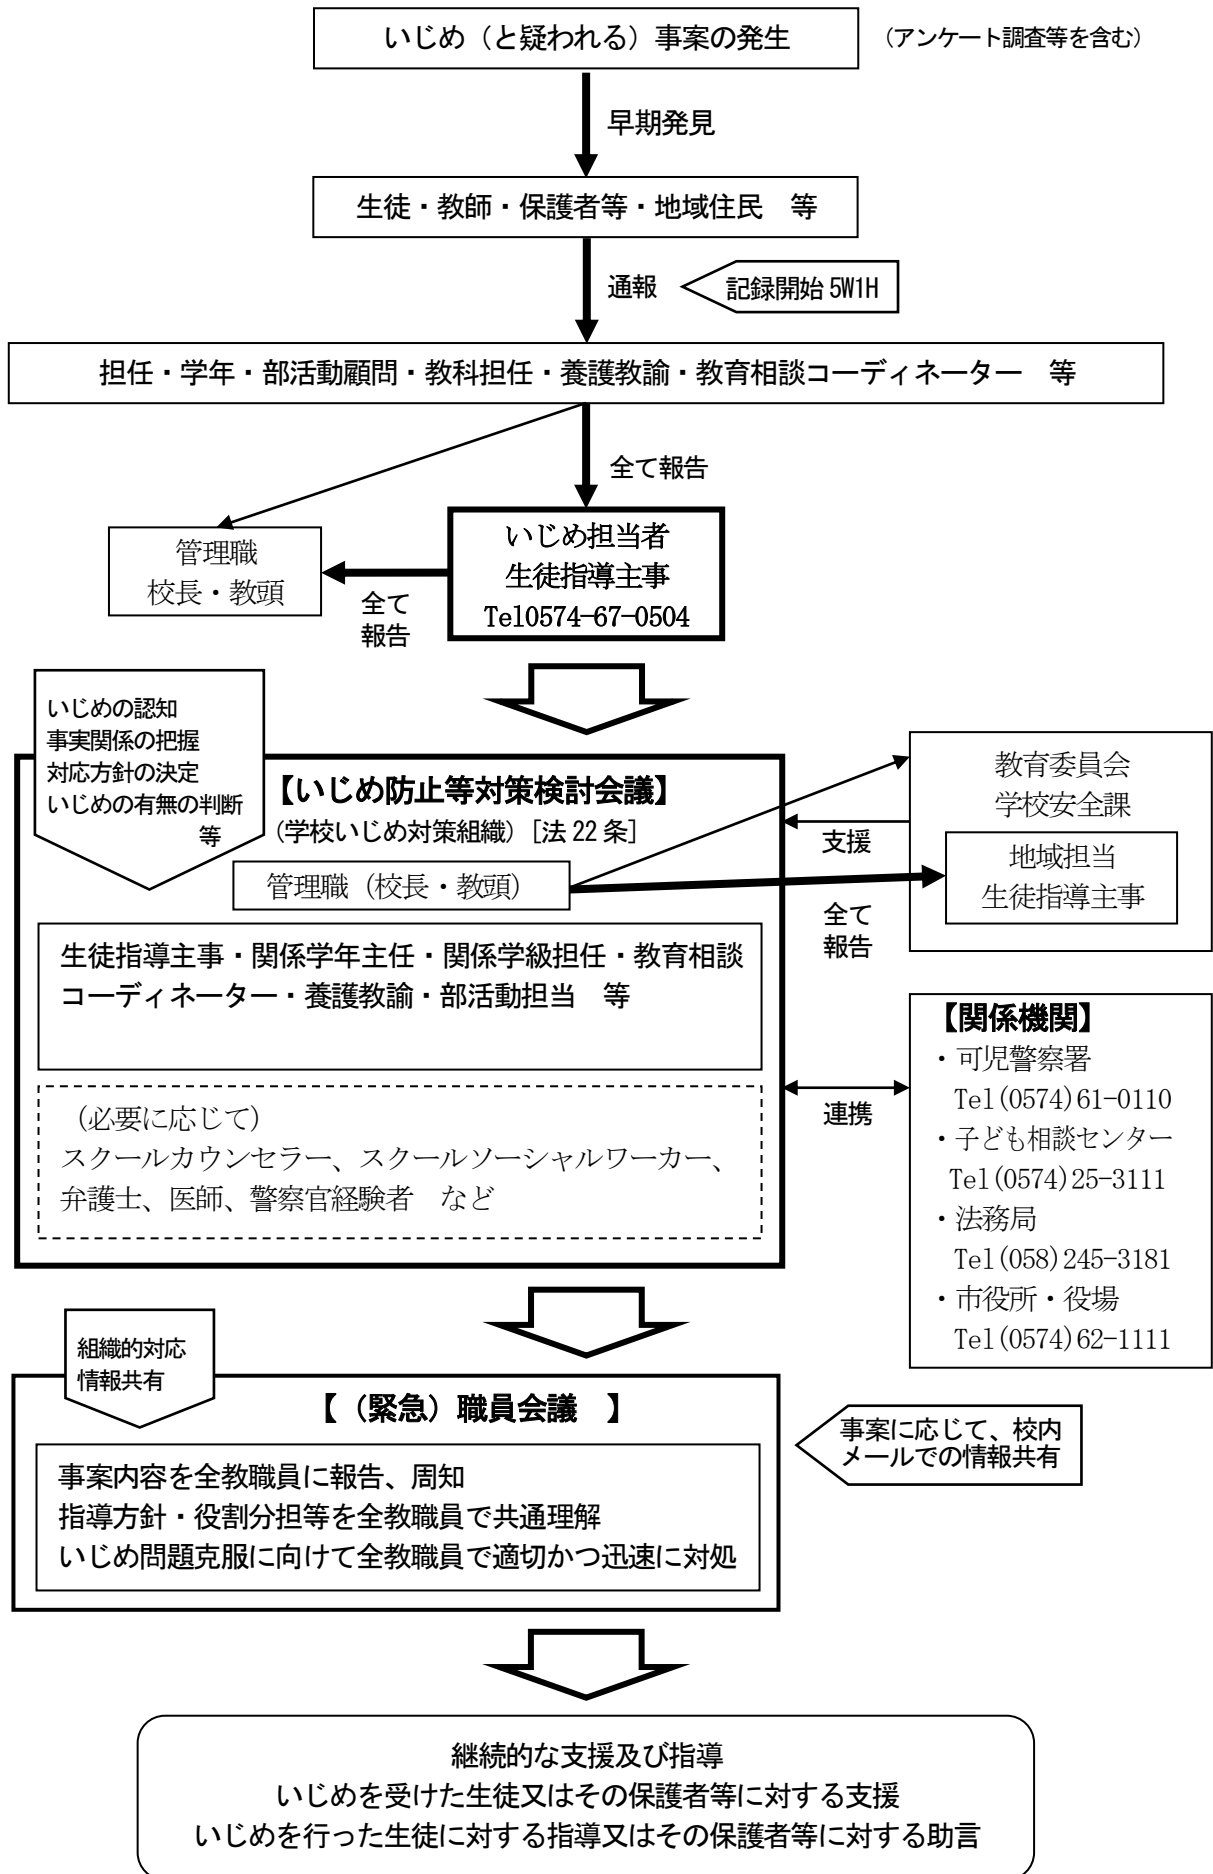 いじめ（と疑われる）事案の発生
（アンケート調査等を含む）
早期発見
生徒・教師・保護者等・地域住民　等
通報
記録開始 5W1H
担任・学年・部活動顧問・教科担任・養護教諭・教育相談コーディネーター　等
全て報告
いじめ担当者
生徒指導主事
Tel0574-67-0504
管理職
校長・教頭
全て
報告
いじめの認知
事実関係の把握
対応方針の決定
いじめの有無の判断
等
【いじめ防止等対策検討会議】
（学校いじめ対策組織）［法 22 条］
管理職（校長・教頭）
生徒指導主事・関係学年主任・関係学級担任・教育相談
コーディネーター・養護教諭・部活動担当　等
（必要に応じて）
スクールカウンセラー、スクールソーシャルワーカー、
弁護士、医師、警察官経験者　など
教育委員会
学校安全課
地域担当
生徒指導主事
支援
全て
報告
連携
【関係機関】
・可児警察署
Tel(0574)61-0110
・子ども相談センター
Tel(0574)25-3111
・法務局
Tel(058)245-3181
・市役所・役場
Tel(0574)62-1111
組織的対応
情報共有
【（緊急）職員会議　】
事案内容を全教職員に報告、周知
指導方針・役割分担等を全教職員で共通理解
いじめ問題克服に向けて全教職員で適切かつ迅速に対処
事案に応じて、校内
メールでの情報共有
継続的な支援及び指導
いじめを受けた生徒又はその保護者等に対する支援
いじめを行った生徒に対する指導又はその保護者等に対する助言